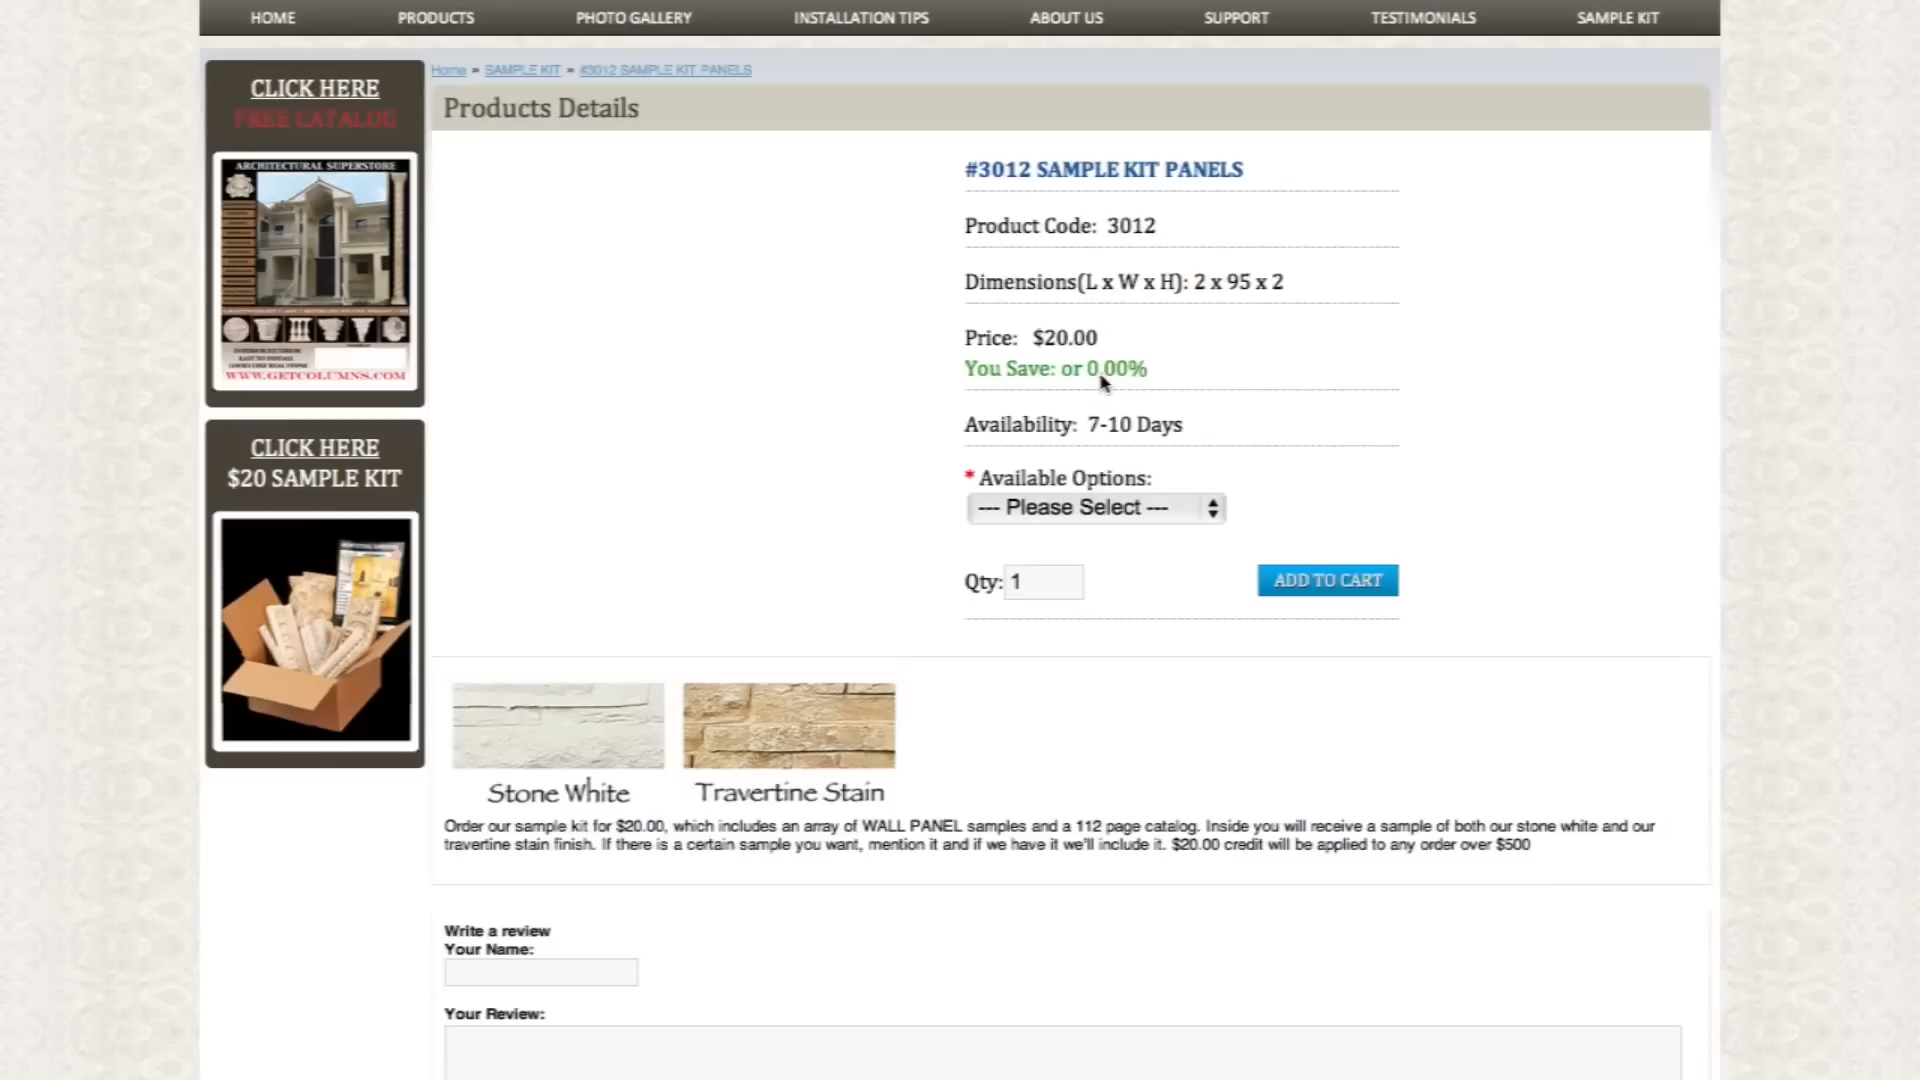 HOME PRODUCTS PHOTO GALLERY INSTALLATION TIPS ABOUT US SUPPORT TESTIMONIALS SAMPLE KIT
CLICK HERE
FREE CATALOG
ARCHITECTURAL SUPERSTORE
WWW.GETCOLUMNS.COM
CLICK HERE
$20 SAMPLE KIT
Home » SAMPLE KIT » #3012 SAMPLE KIT PANELS
Products Details
#3012 SAMPLE KIT PANELS
Product Code: 3012
Dimensions(L x W x H): 2 x 95 x 2
Price: $20.00
You Save: or 0.00%
Availability: 7-10 Days
* Available Options:
--- Please Select ---
Qty: 1 ADD TO CART
Stone White Travertine Stain
Order our sample kit for $20.00, which includes an array of WALL PANEL samples and a 112 page catalog. Inside you will receive a sample of both our stone white and our
travertine stain finish. If there is a certain sample you want, mention it and if we have it we'll include it. $20.00 credit will be applied to any order over $500
Write a review
Your Name:
Your Review: